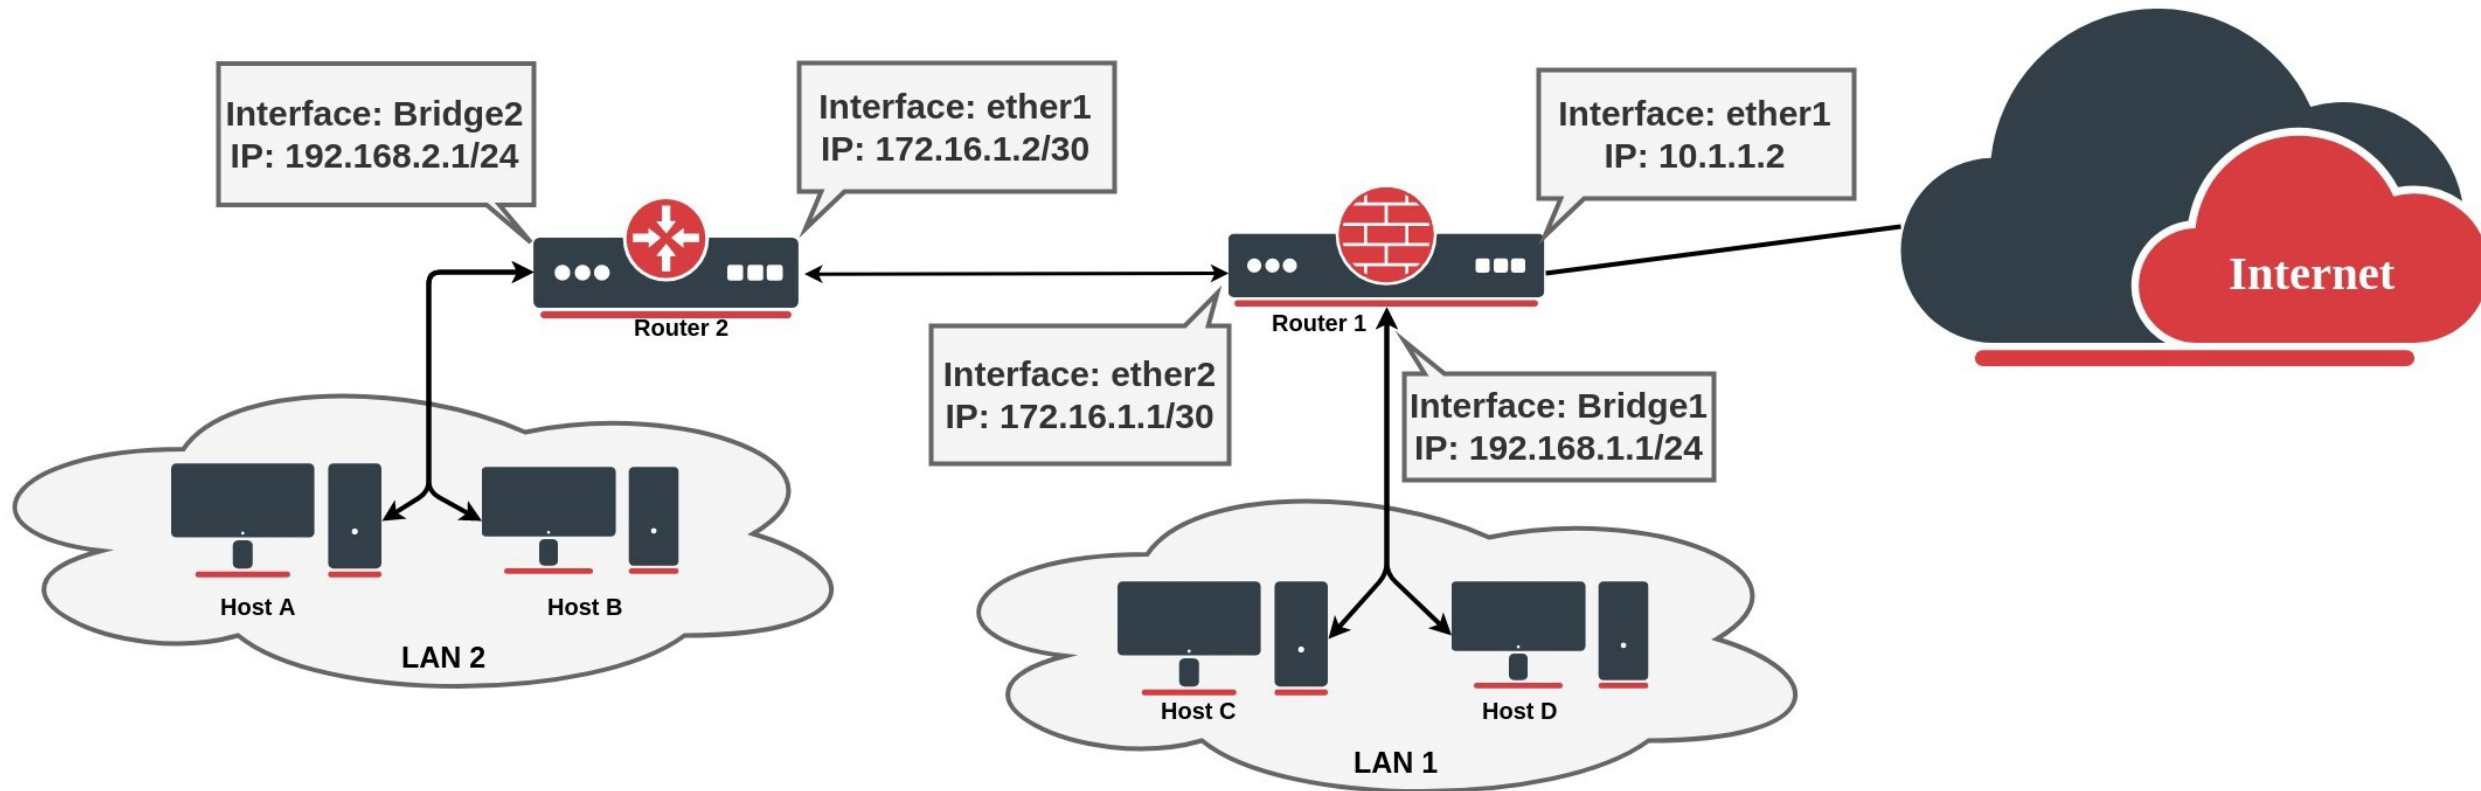 Interface: Bridge2
IP: 192.168.2.1/24
Interface: ether1
IP: 172.16.1.2/30
Interface: ether1
IP: 10.1.1.2
Internet
Router 2
Router 1
Interface: ether2
IP: 172.16.1.1/30
Interface: Bridge1
IP: 192.168.1.1/24
Host A
Host B
LAN 2
Host C
Host D
LAN 1